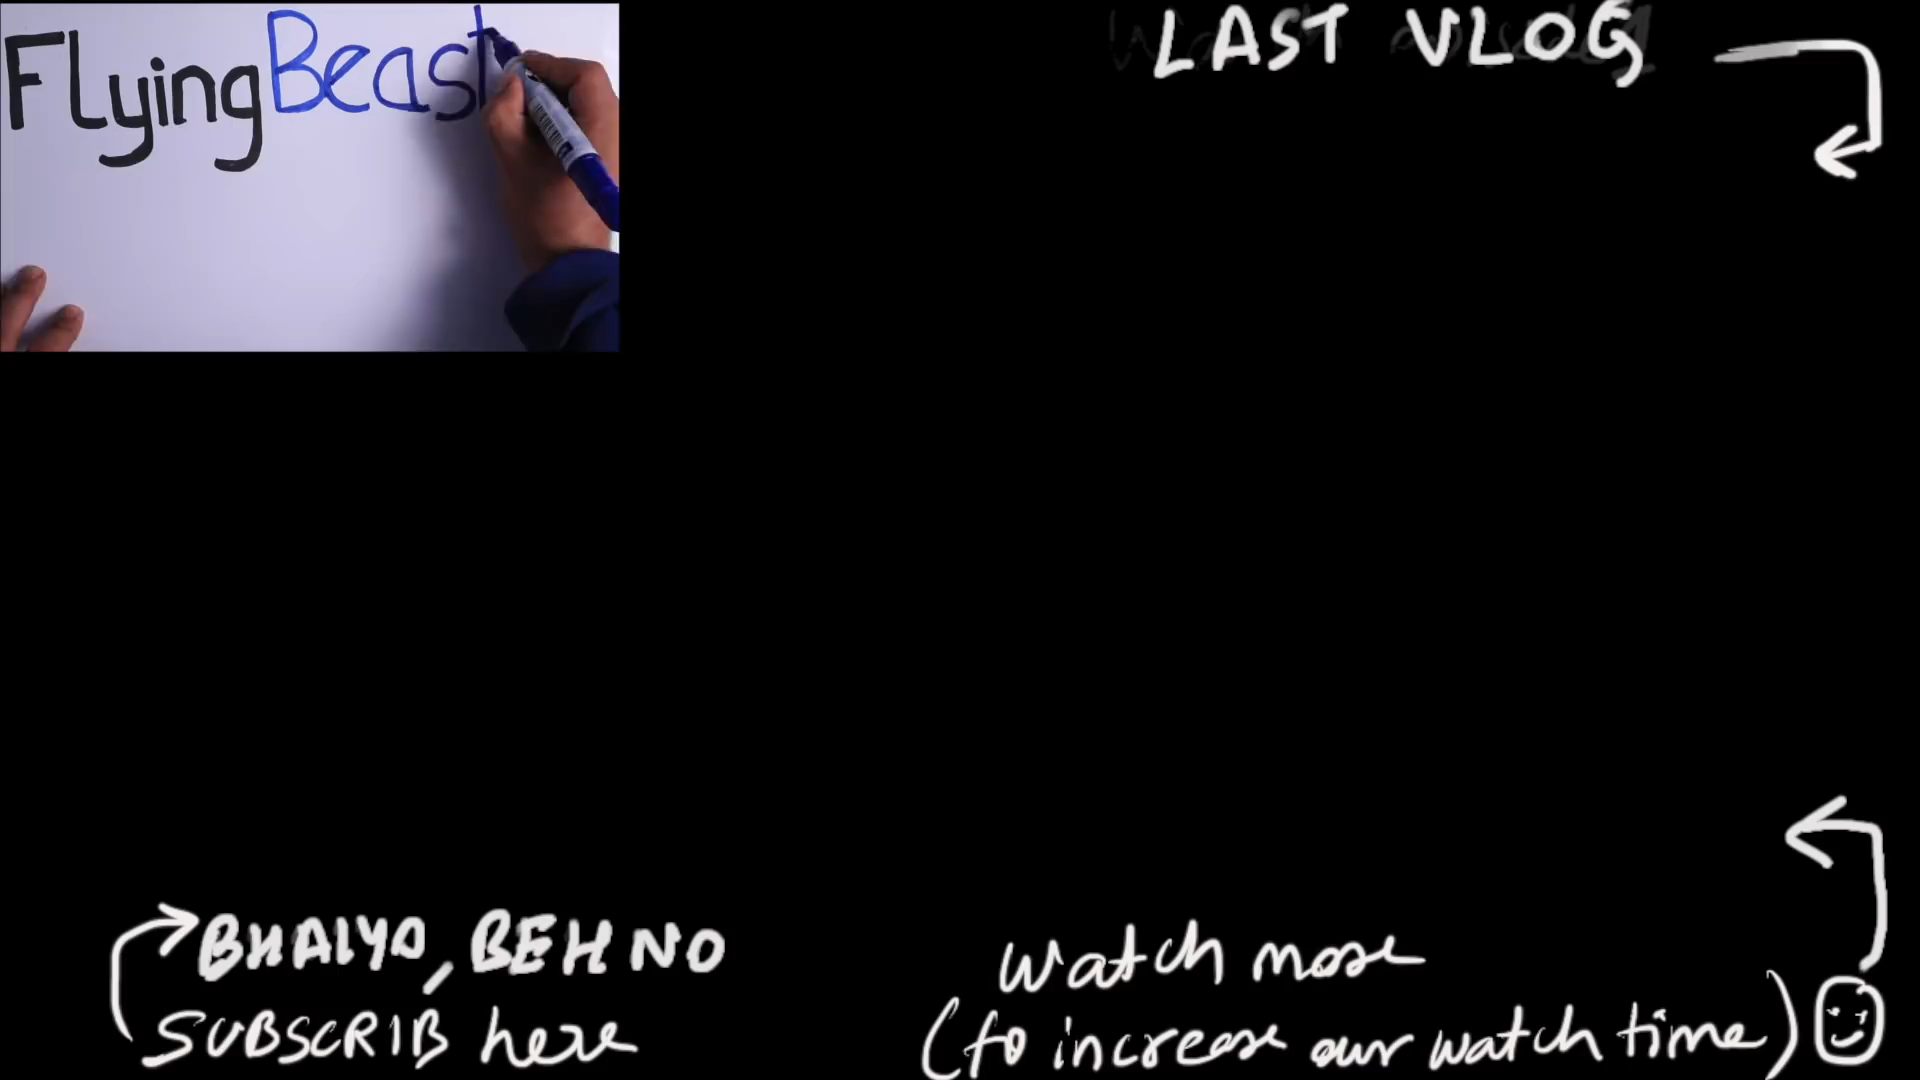 FlyingBeast
LAST VLOG
BHAIYO, BEHNO
SUBSCRIB here
Watch more
(to increase our watch time)